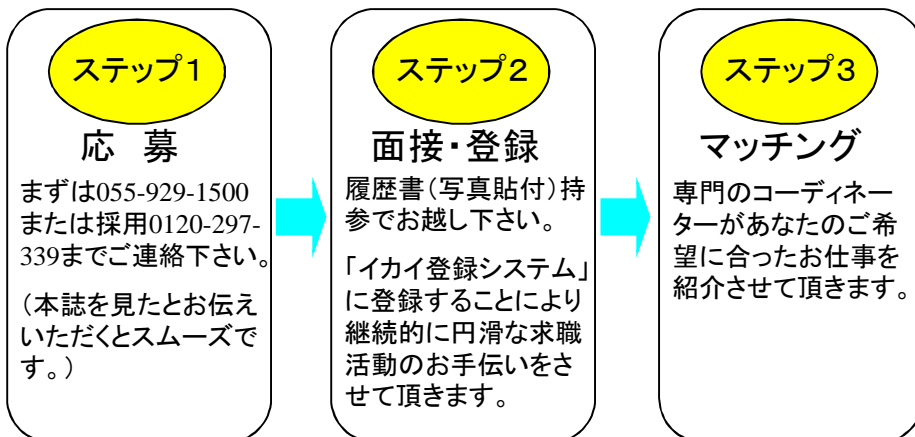 ステップ1
応 募
まずは055-929-1500
または採用0120-297-
339までご連絡下さい。
(本誌を見たとお伝え
いただくとスムーズで
す。)
ステップ2
面接・登録
履歴書(写真貼付)持
参でお越し下さい。
「イカイ登録システム」
に登録することにより
継続的に円滑な求職
活動のお手伝いをさ
せて頂きます。
ステップ3
マッチング
専門のコーディネー
ターがあなたのご希
望に合ったお仕事を
紹介させて頂きます。